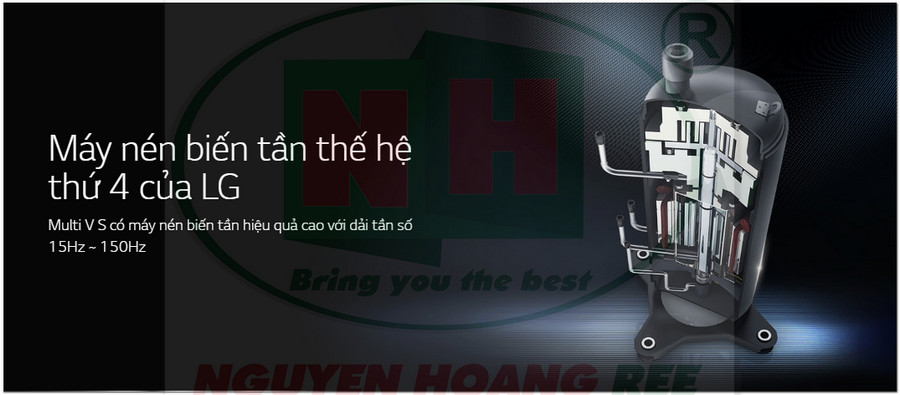 Máy nén biến tần thế hệ
thứ 4 của LG
Multi V S có máy nén biến tần hiệu quả cao với dải tần số
15Hz ~ 150Hz
®
NH
Bring you the best
NGUYEN HOANG REE